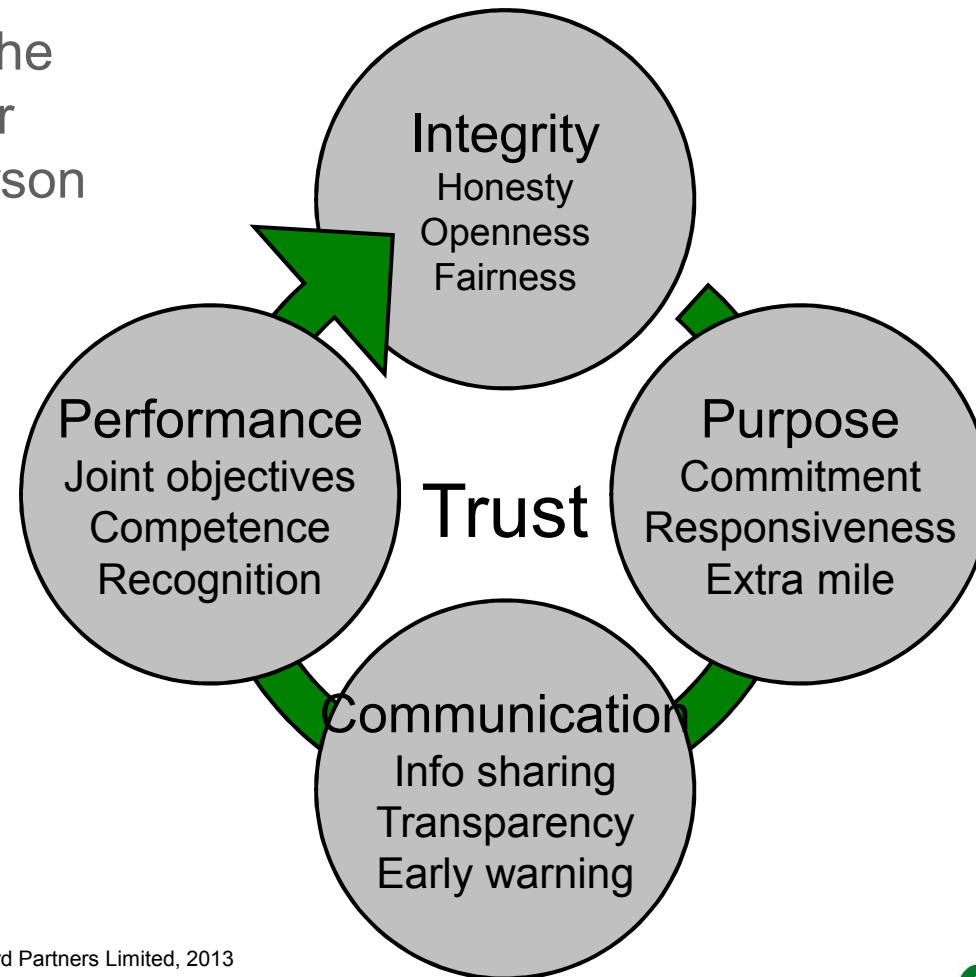 he
r
son
Integrity
Honesty
Openness
Fairness
Performance
Joint objectives
Competence
Recognition
Trust
Purpose
Commitment
Responsiveness
Extra mile
Communication
Info sharing
Transparency
Early warning
rd Partners Limited, 2013